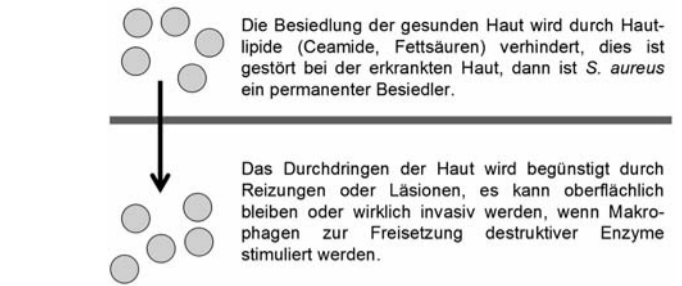 Die Besiedlung der gesunden Haut wird durch Haut-
lipide (Ceamide, Fettsäuren) verhindert, dies ist
gestört bei der erkrankten Haut, dann ist S. aureus
ein permanenter Besiedler.
Das Durchdringen der Haut wird begünstigt durch
Reizungen oder Läsionen, es kann oberflächlich
bleiben oder wirklich invasiv werden, wenn Makro-
phagen zur Freisetzung destruktiver Enzyme
stimuliert werden.